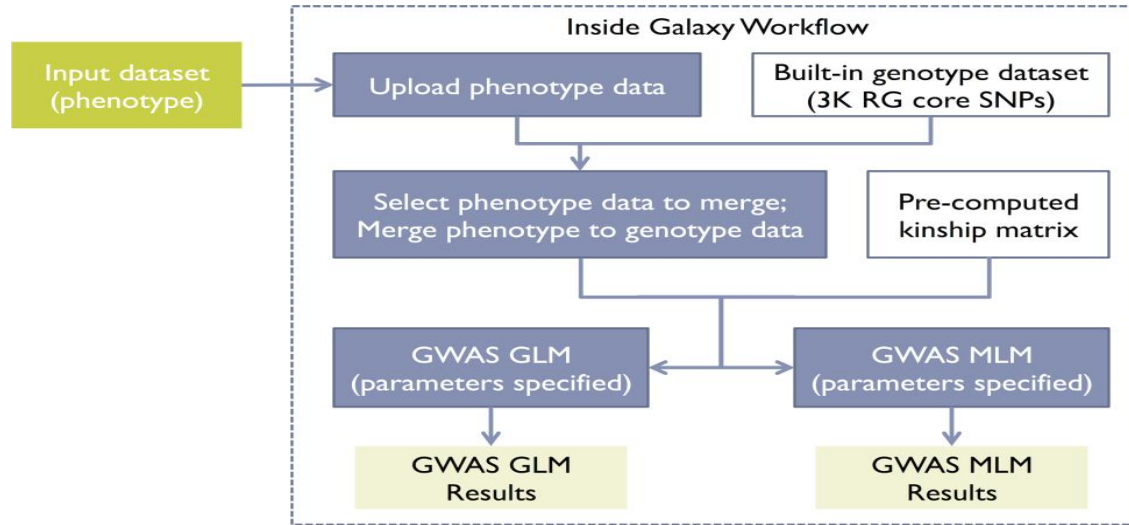 Inside Galaxy Workflow
Input dataset
(phenotype)
Upload phenotype data
Built-in genotype dataset
(3K RG core SNPs)
Select phenotype data to merge;
Merge phenotype to genotype data
Pre-computed
kinship matrix
GWAS GLM
(parameters specified)
GWAS MLM
(parameters specified)
GWAS GLM
Results
GWAS MLM
Results